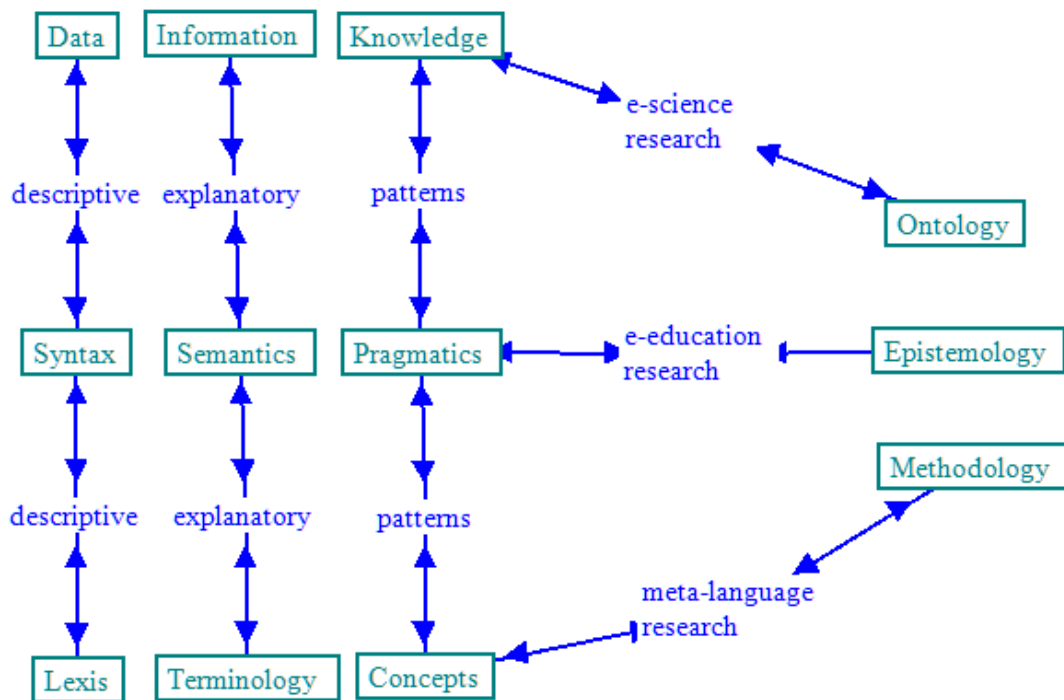 Data
Information
Knowledge
e-science
research
descriptive
explanatory
patterns
Ontology
Syntax
Semantics
Pragmatics
e-education
research
Epistemology
Methodology
descriptive
explanatory
patterns
meta-language
research
Lexis
Terminology
Concepts